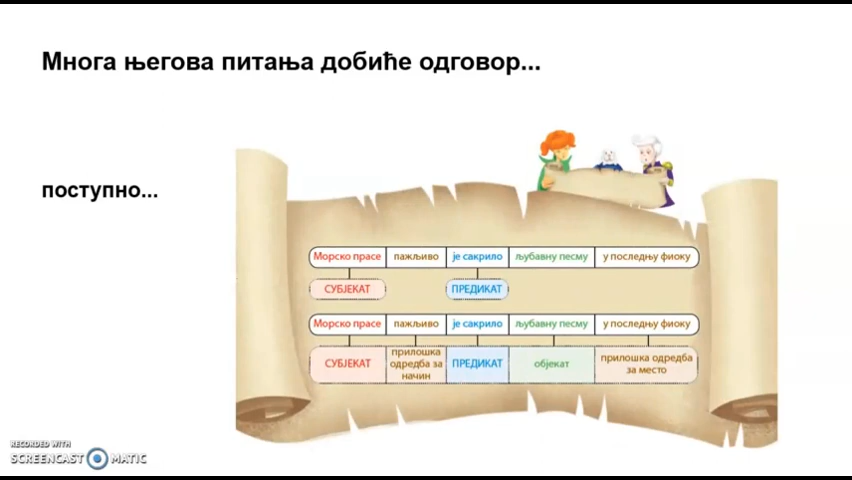 Многа његова питања добиће одговор...
поступно...
Морско прасе пажљиво је сакрило љубавну песму у последњу фиоку
СУБЈЕКАТ ПРЕДИКАТ
Морско прасе пажљиво је сакрило љубавну песму у последњу фиоку
СУБЈЕКАТ прилошка одредба за начин ПРЕДИКАТ објекат прилошка одредба за место
RECORDED WITH
SCREENCAST MATIC